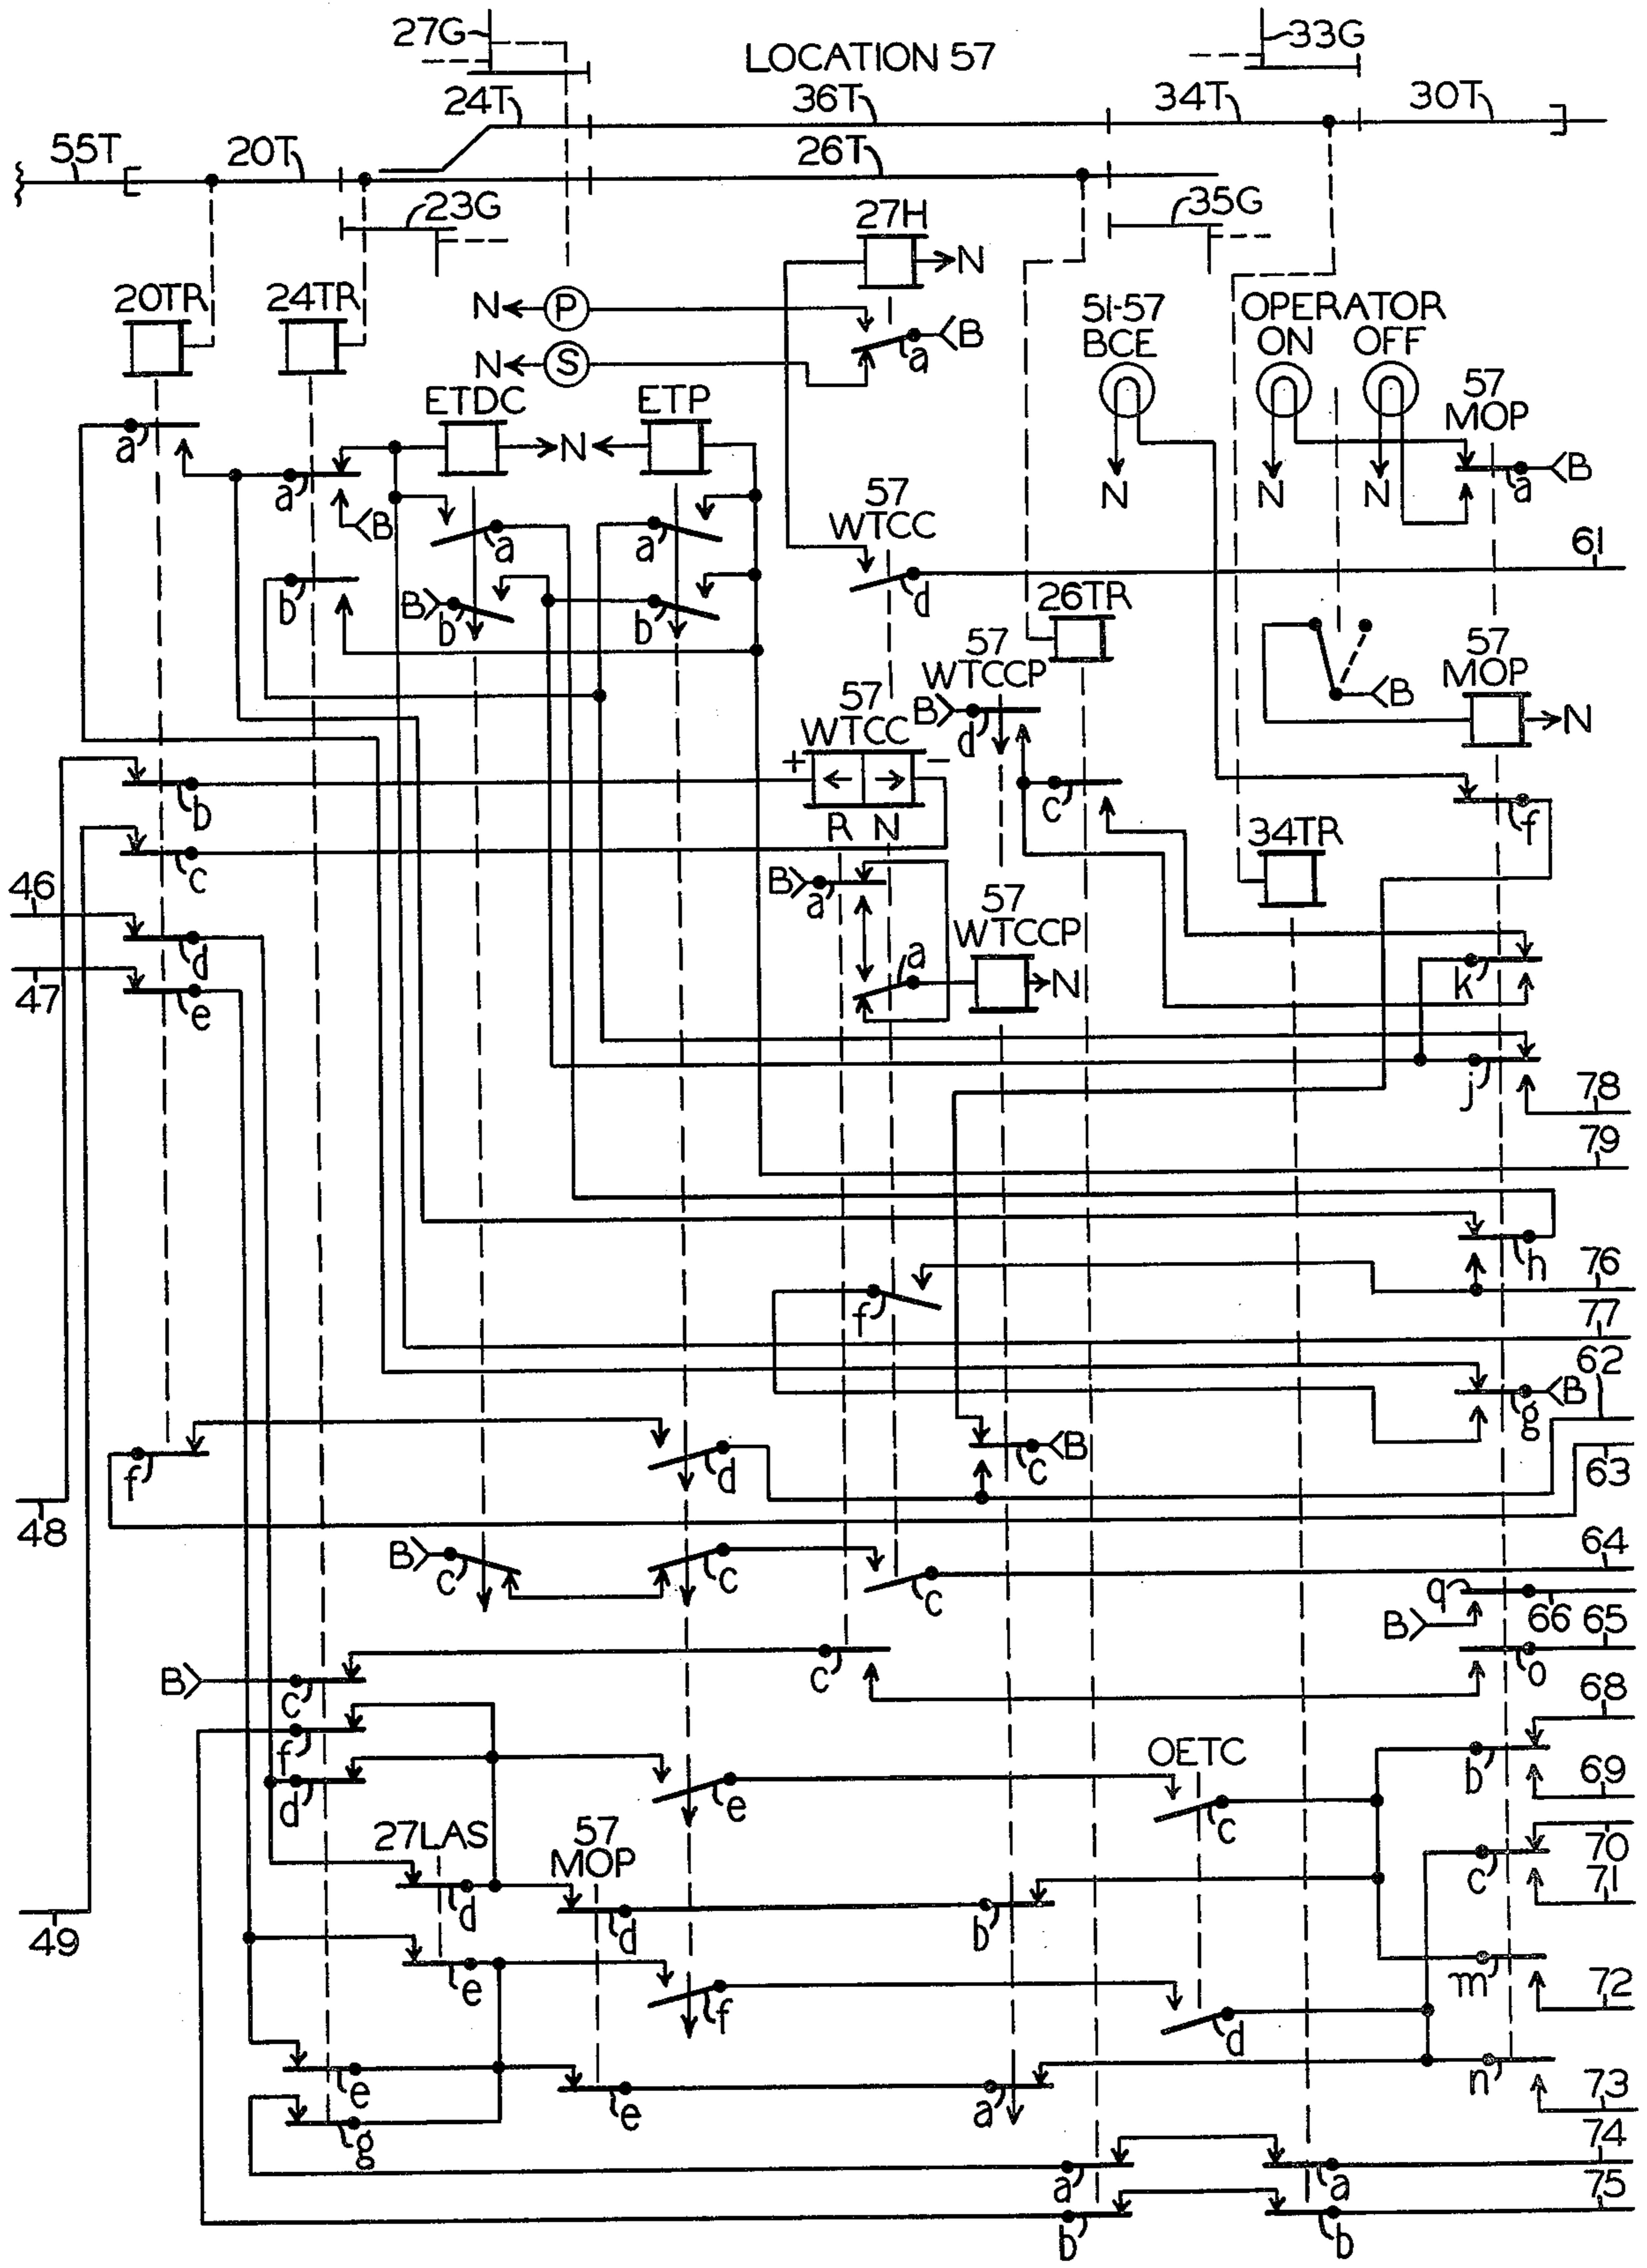 27G
LOCATION 57
33G
24T
36T
34T
30T
55T
20T
26T
23G
27H
35G
N
20TR
24TR
N
P
51-57
BCE
OPERATOR
ON
OFF
B
a
N
S
57
MOP
ETDC
ETP
a
N
a
B
a
N
N
N
B
57
WTCC
a
a
61
b
B
b
b
d
26TR
57
WTCCP
57
MOP
B
57
WTCC
B
d
N
+
-
b
c
R
N
34TR
f
c
B
a
57
WTCCP
46
d
a
N
k
47
e
j
78
79
h
76
f
77
62
B
g
f
d
B
c
63
48
B
c
c
c
64
q
B
66
65
B
c
c
o
f
68
OETC
b
d
e
c
69
27LAS
57
MOP
70
c
71
d
d
b
49
e
m
72
f
d
e
e
a
n
73
g
74
a
a
75
b
b